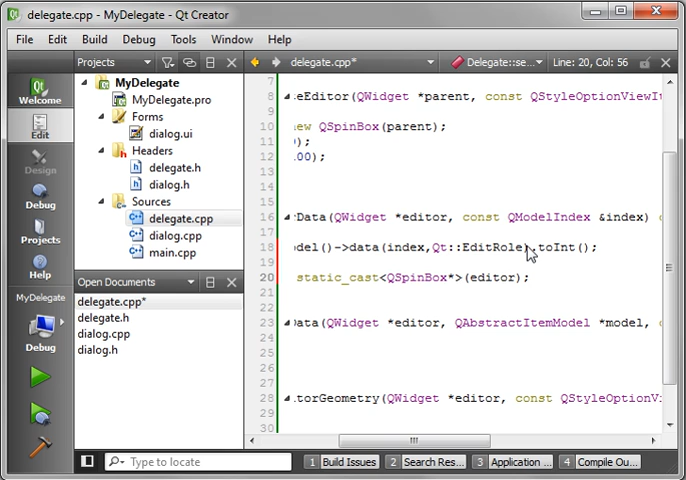 delegate.cpp - MyDelegate - Qt Creator
File Edit Build Debug Tools Window Help
Projects delegate.cpp* Delegate::se... Line: 20, Col: 56
Welcome
Edit
Design
Debug
Projects
Help
MyDelegate
Debug
MyDelegate
MyDelegate.pro
Forms
dialog.ui
Headers
delegate.h
dialog.h
Sources
delegate.cpp
dialog.cpp
main.cpp
Open Documents
delegate.cpp*
delegate.h
dialog.cpp
dialog.h
7
8 eEditor(QWidget *parent, const QStyleOptionViewIt
9
10 new QSpinBox(parent);
11 );
12 00);
13
14
15
16 rData(QWidget *editor, const QModelIndex &index) c
17
18 del()->data(index,Qt::EditRole).toInt();
19
20 static_cast<QSpinBox*>(editor);
21
22
23 Data(QWidget *editor, QAbstractItemModel *model, c
24
25
26
27
28 torGeometry(QWidget *editor, const QStyleOptionVi
29
30
Type to locate 1 Build Issues 2 Search Res... 3 Application ... 4 Compile Ou...